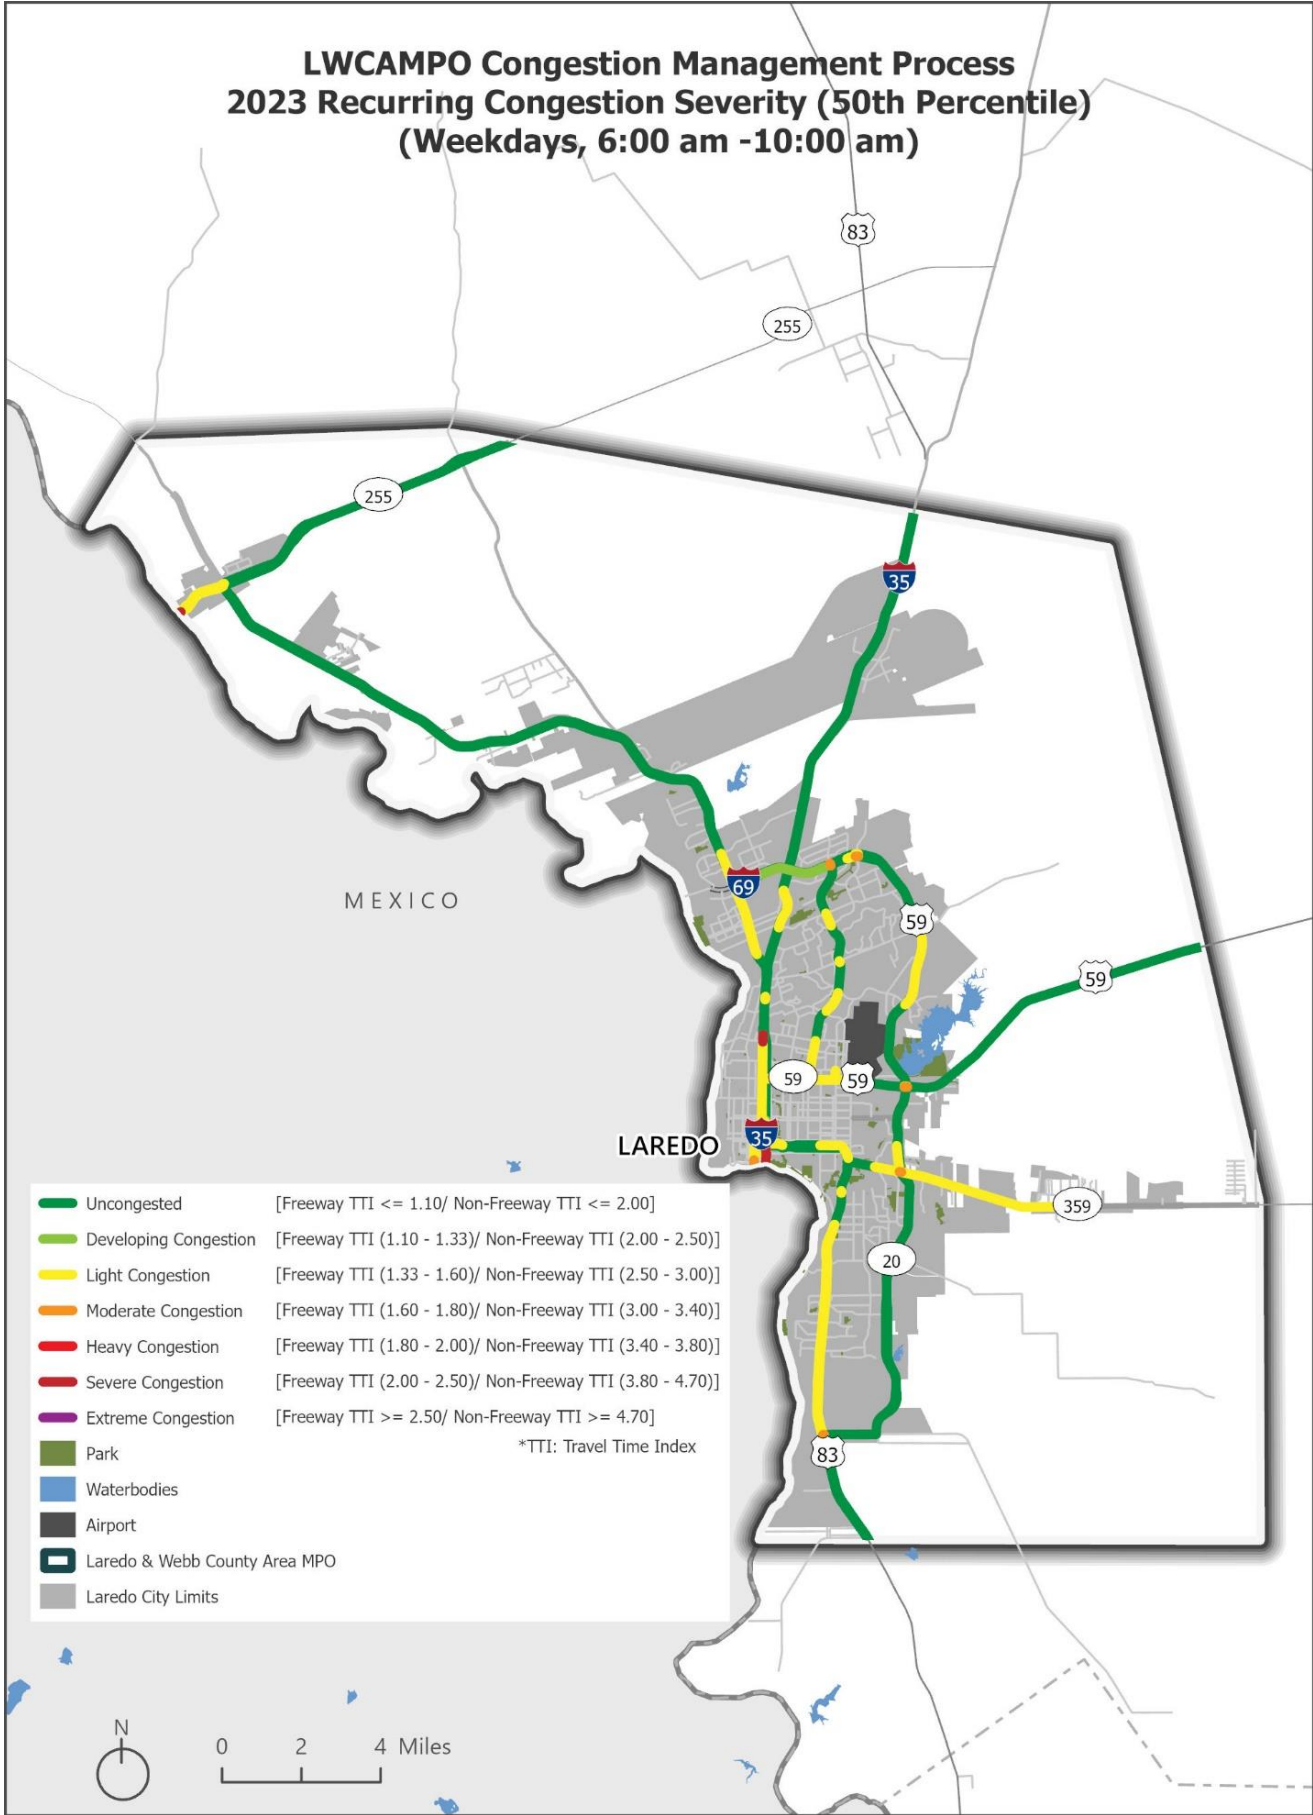 LWCAMPO Congestion Management Process
2023 Recurring Congestion Severity (50th Percentile)
(Weekdays, 6:00 am -10:00 am)
83
255
255
35
69
59
59
MEXICO
59
59
35
LAREDO
359
20
83
Uncongested [Freeway TTI <= 1.10/ Non-Freeway TTI <= 2.00]
Developing Congestion [Freeway TTI (1.10 - 1.33)/ Non-Freeway TTI (2.00 - 2.50)]
Light Congestion [Freeway TTI (1.33 - 1.60)/ Non-Freeway TTI (2.50 - 3.00)]
Moderate Congestion [Freeway TTI (1.60 - 1.80)/ Non-Freeway TTI (3.00 - 3.40)]
Heavy Congestion [Freeway TTI (1.80 - 2.00)/ Non-Freeway TTI (3.40 - 3.80)]
Severe Congestion [Freeway TTI (2.00 - 2.50)/ Non-Freeway TTI (3.80 - 4.70)]
Extreme Congestion [Freeway TTI >= 2.50/ Non-Freeway TTI >= 4.70]
*TTI: Travel Time Index
Park
Waterbodies
Airport
Laredo & Webb County Area MPO
Laredo City Limits
N
0 2 4 Miles